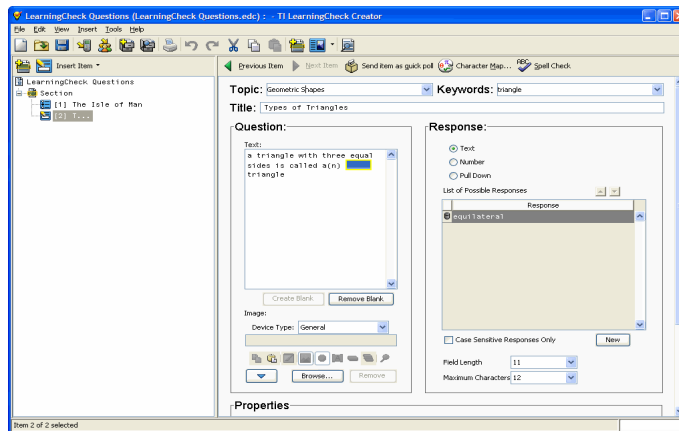 LearningCheck Questions (LearningCheck Questions.edc) : - TI LearningCheck Creator
File Edit View Insert Tools Help
Insert Item
Previous Item Next Item Send item as quick poll Character Map... ABC Spell Check
LearningCheck Questions
Section
[1] The Isle of Man
[2] T...
Topic: Geometric Shapes Keywords: triangle
Title: Types of Triangles
Question:
Text:
a triangle with three equal
sides is called a(n)
triangle
Create Blank Remove Blank
Image:
Device Type: General
Browse... Remove
Response:
Text
Number
Pull Down
List of Possible Responses
Response
equilateral
Case Sensitive Responses Only New
Field Length 11
Maximum Characters 12
Properties
Item 2 of 2 selected